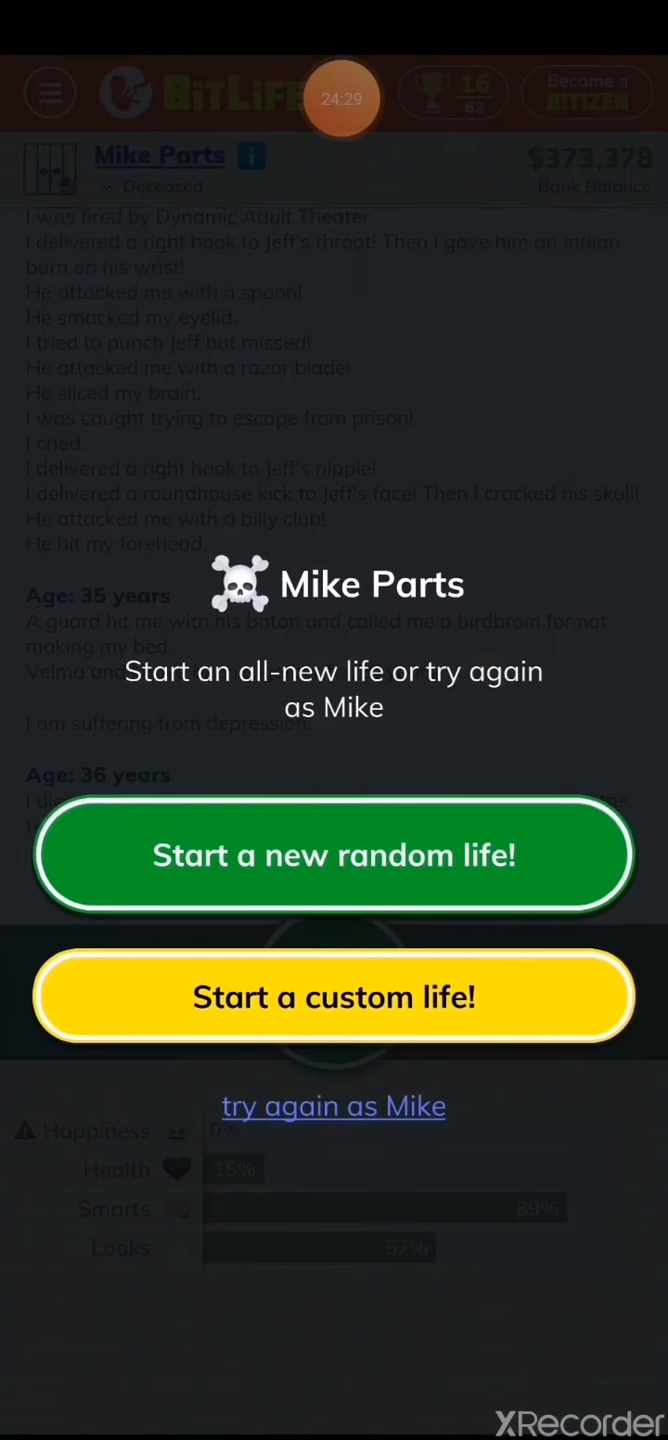 24:29
BITLIFE
16
62
Become a
BITIZEN
Mike Parts
$373,378
Deceased
Bank Balance
I was fired by Dynamic Adult Theater.
I delivered a right hook to Jeff's throat! Then I gave him an Indian
burn on his wrist!
He attacked me with a spoon!
He smacked my eyelid.
I tried to punch Jeff but missed!
He attacked me with a razor blade!
He sliced my brain.
I was caught trying to escape from prison!
I cried.
I delivered a right hook to Jeff's nipple!
I delivered a roundhouse kick to Jeff's face! Then I cracked his skull!
He attacked me with a billy club!
He hit my forehead.
Mike Parts
Age: 35 years
A guard hit me with his baton and called me a birdbrain for not
making my bed.
Velma and
Start an all-new life or try again
as Mike
I am suffering from depression.
Age: 36 years
Start a new random life!
Start a custom life!
try again as Mike
Happiness 0%
Health 15%
Smarts 89%
Looks 57%
XRecorder